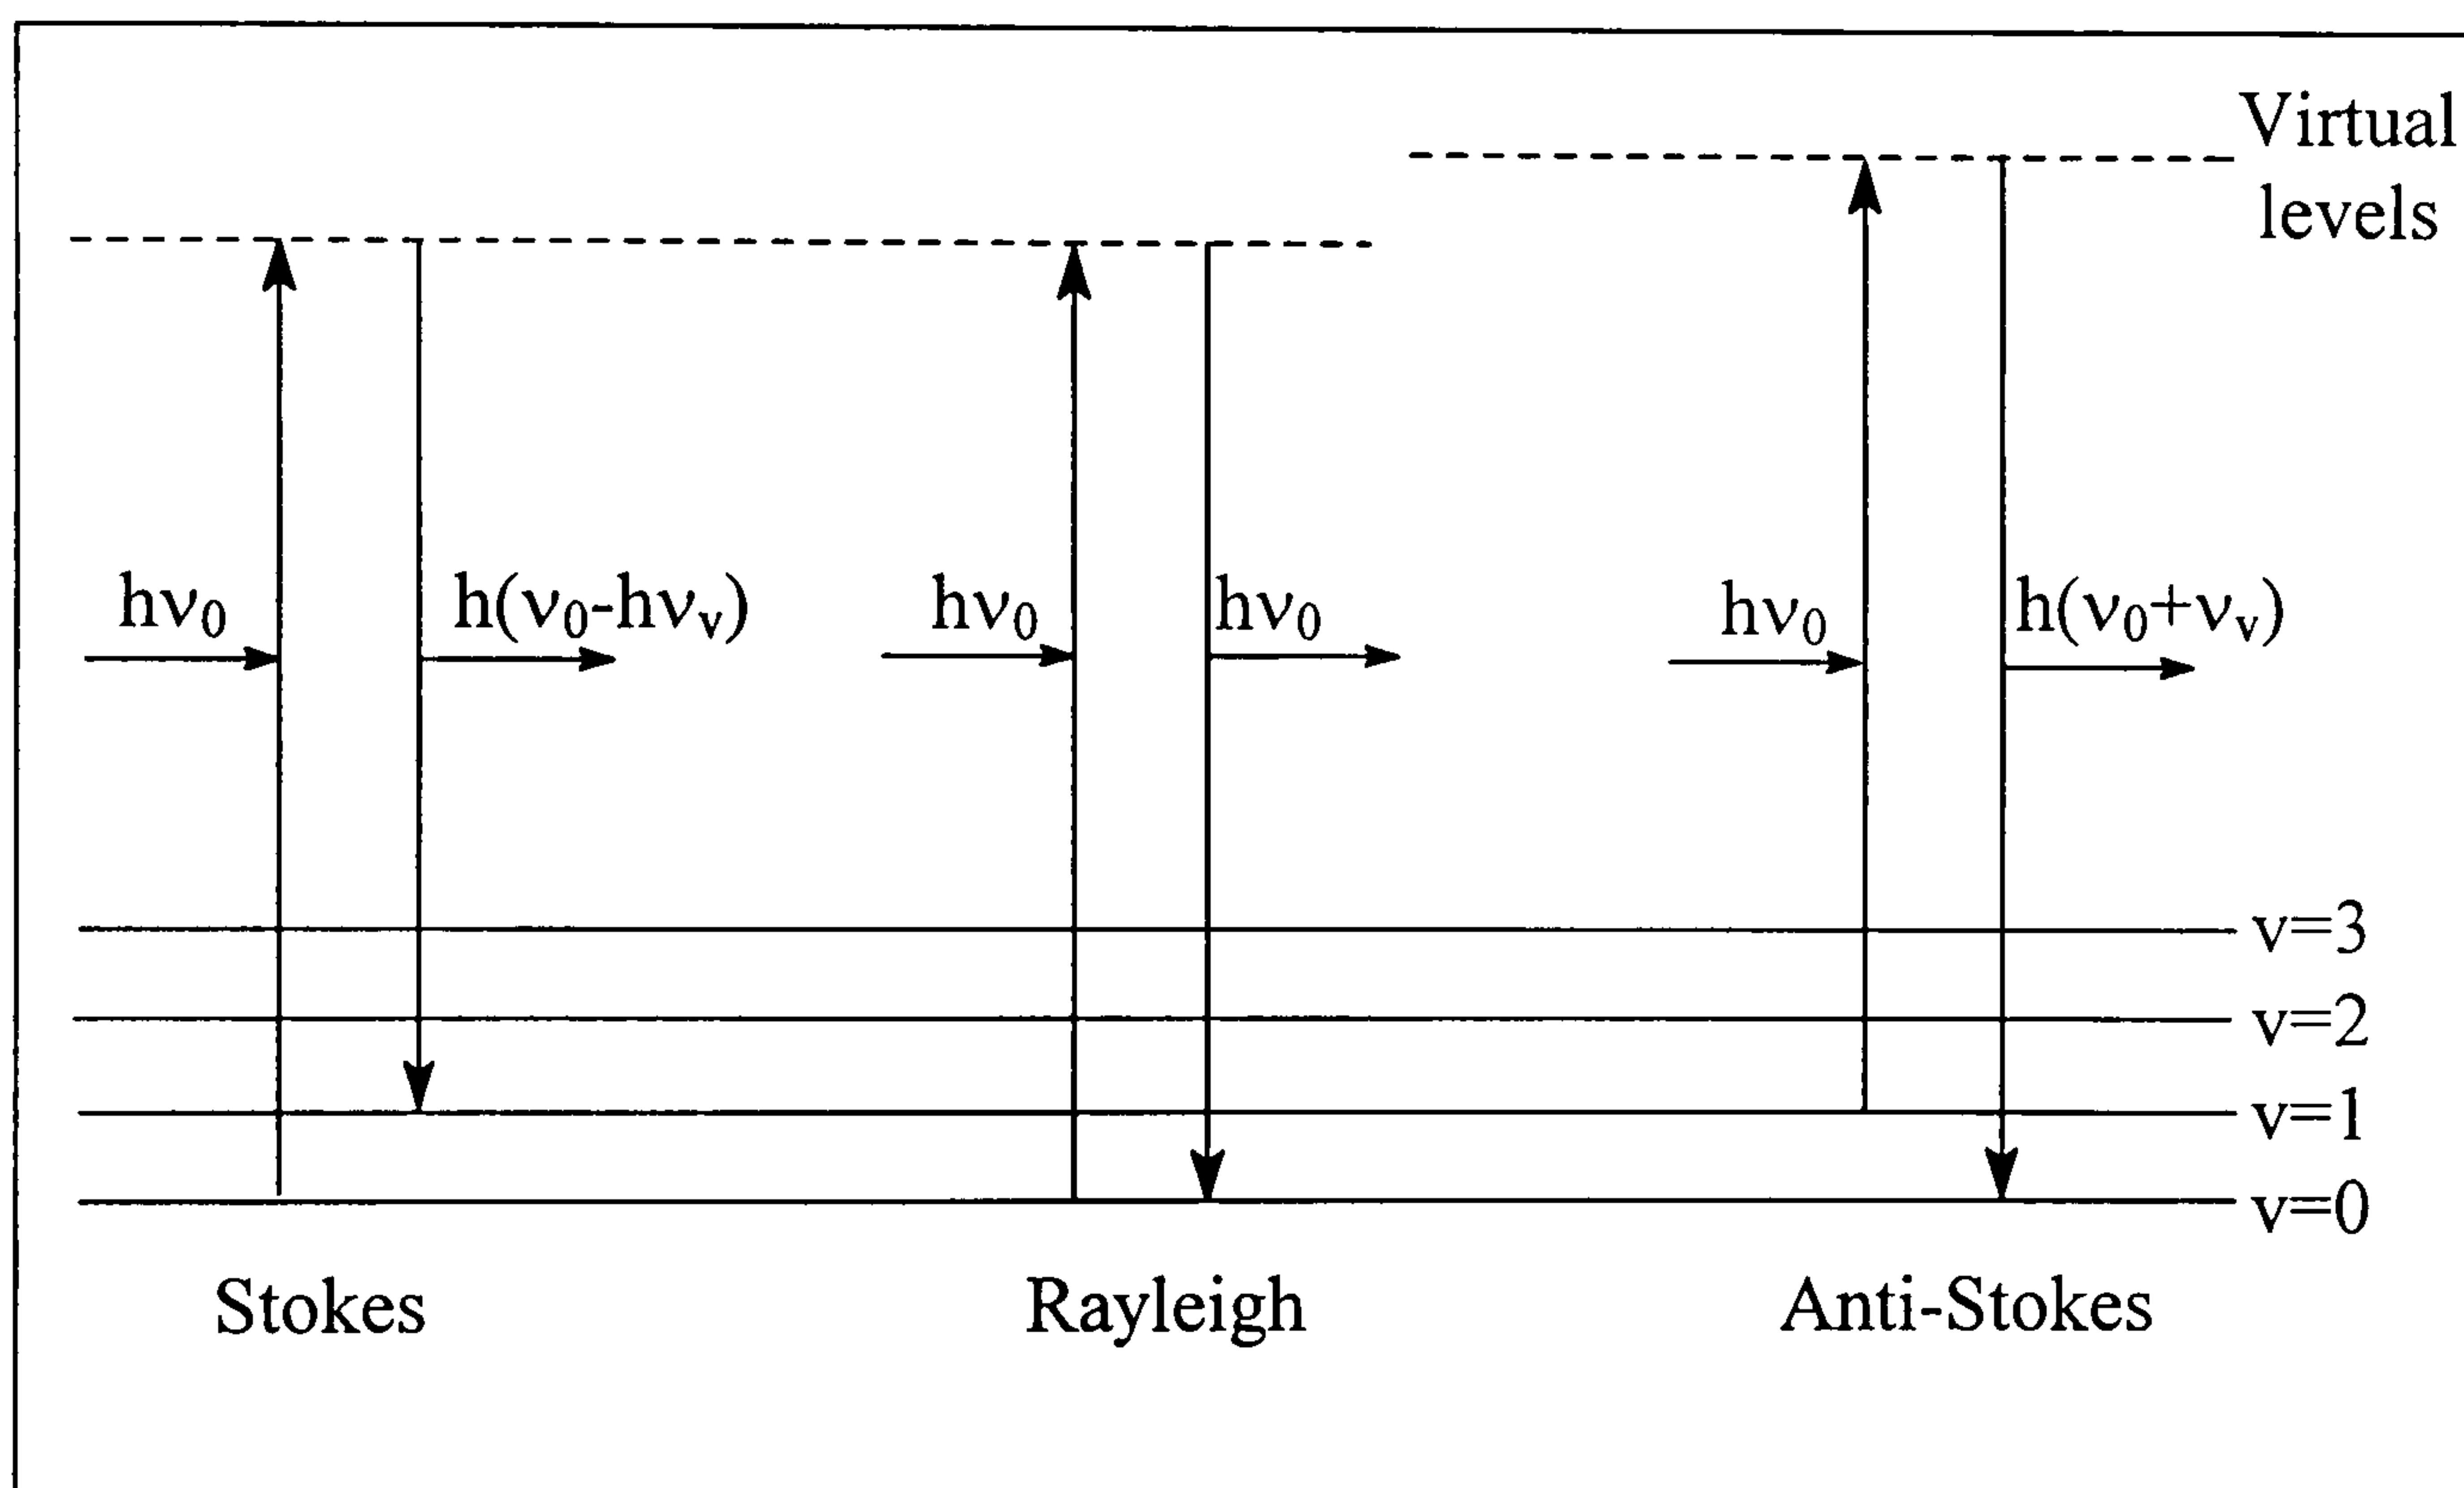 Virtual
levels
hν₀
h(ν₀-hνᵥ)
hν₀
hν₀
hν₀
h(ν₀+νᵥ)
v=3
v=2
v=1
v=0
Stokes
Rayleigh
Anti-Stokes